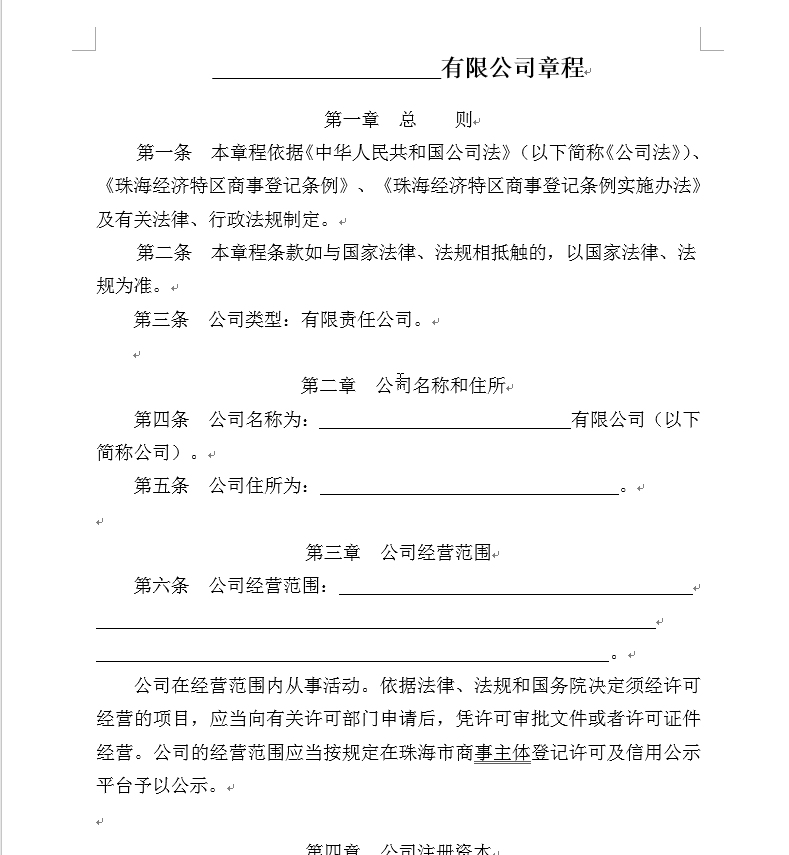 ____________________有限公司章程
第一章　总　　则
第一条　本章程依据《中华人民共和国公司法》（以下简称《公司法》）、
《珠海经济特区商事登记条例》、《珠海经济特区商事登记条例实施办法》
及有关法律、行政法规制定。
第二条　本章程条款如与国家法律、法规相抵触的，以国家法律、法
规为准。
第三条　公司类型：有限责任公司。
第二章　公司名称和住所
第四条　公司名称为：______________________有限公司（以下
简称公司）。
第五条　公司住所为：__________________________。
第三章　公司经营范围
第六条　公司经营范围：______________________________
________________________________________________
____________________________________________。
公司在经营范围内从事活动。依据法律、法规和国务院决定须经许可
经营的项目，应当向有关许可部门申请后，凭许可审批文件或者许可证件
经营。公司的经营范围应当按规定在珠海市商事主体登记许可及信用公示
平台予以公示。
第四章　公司注册资本